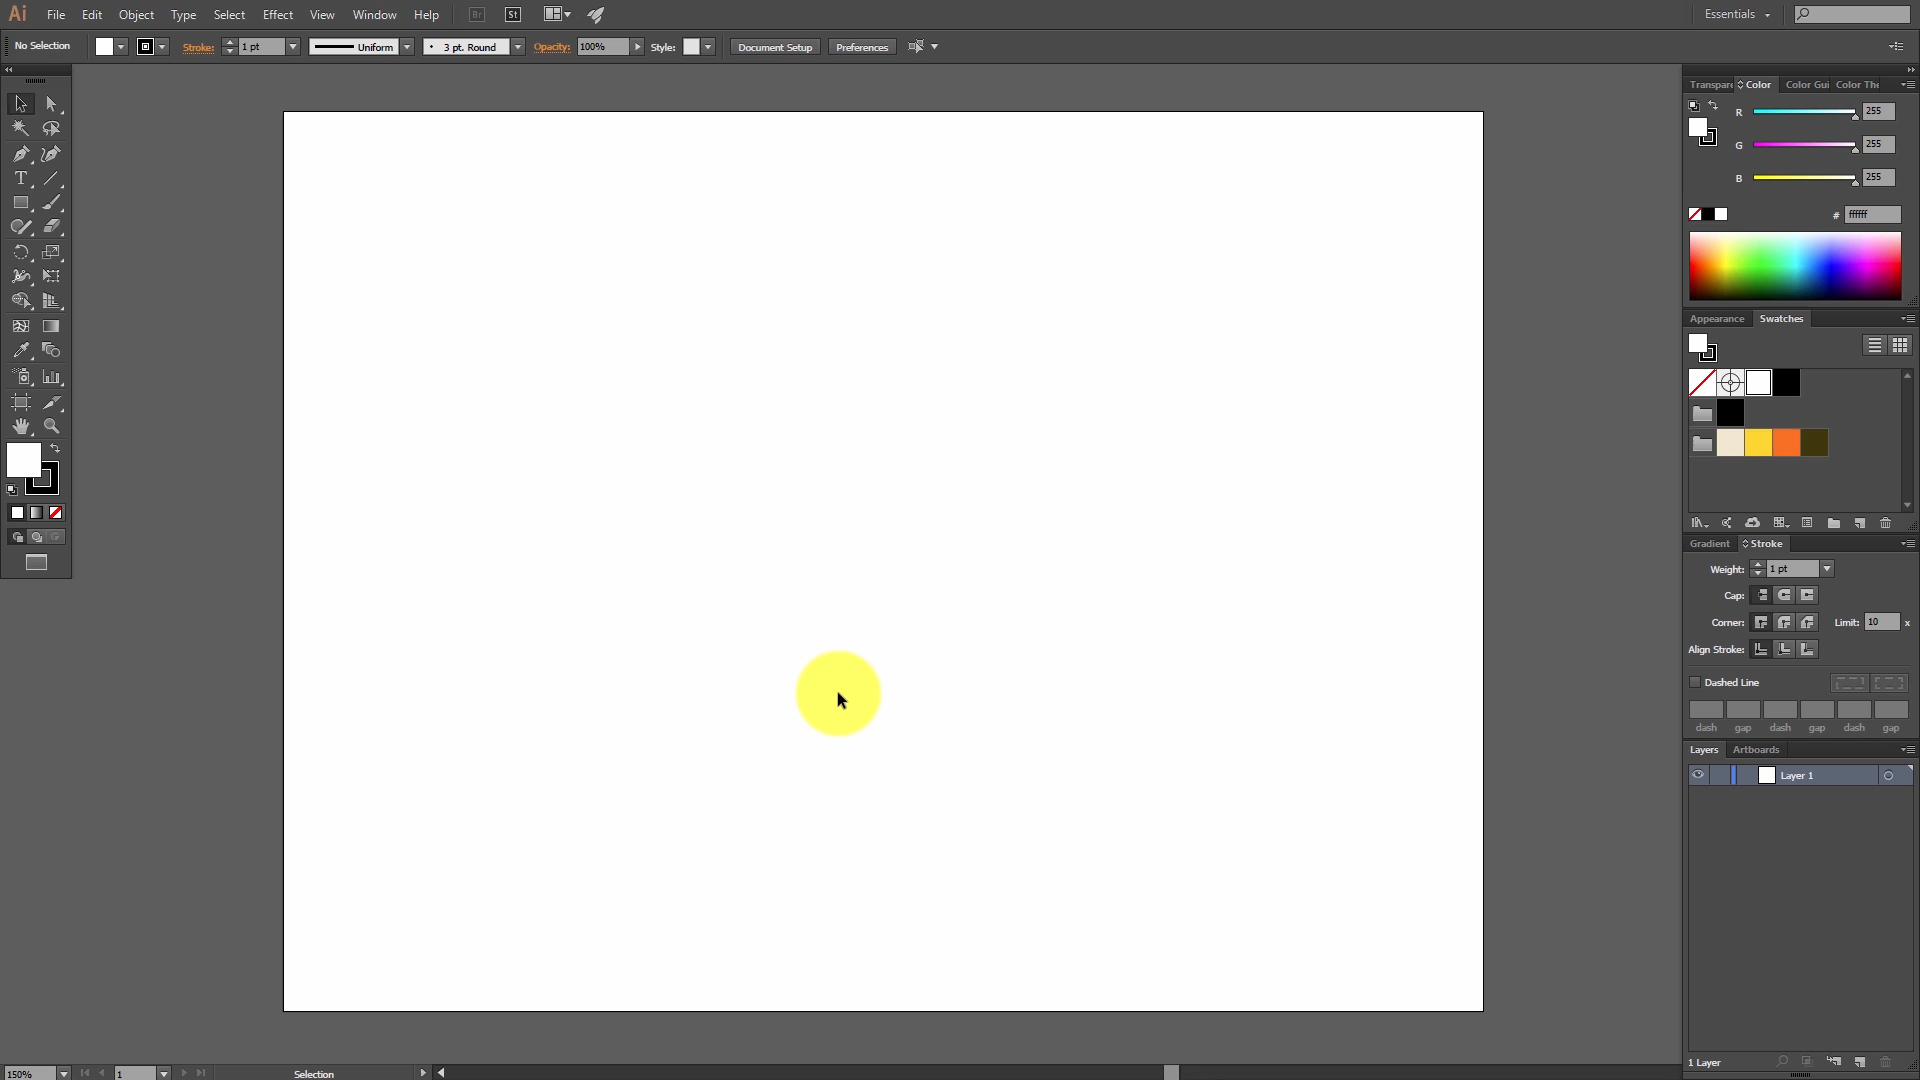 Ai File Edit Object Type Select Effect View Window Help Br St Essentials
No Selection Stroke: 1 pt Uniform 3 pt. Round Opacity: 100% Style: Document Setup Preferences
Transpare Color Color Gui Color The
R 255
G 255
B 255
# ffffff
Appearance Swatches
Gradient Stroke
Weight: 1 pt
Cap:
Corner: Limit: 10 x
Align Stroke:
Dashed Line
dash gap dash gap dash gap
Layers Artboards
Layer 1
1 Layer
150% 1 Selection